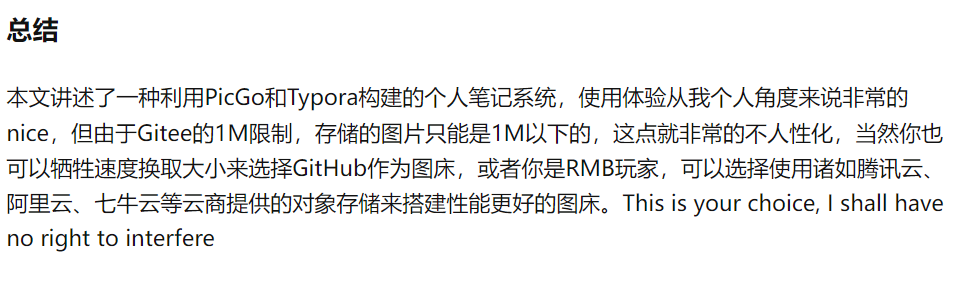 总结
本文讲述了一种利用PicGo和Typora构建的个人笔记系统，使用体验从我个人角度来说非常的
nice，但由于Gitee的1M限制，存储的图片只能是1M以下的，这点就非常的不人性化，当然你也
可以牺牲速度换取大小来选择GitHub作为图床，或者你是RMB玩家，可以选择使用诸如腾讯云、
阿里云、七牛云等云商提供的对象存储来搭建性能更好的图床。This is your choice, I shall have
no right to interfere